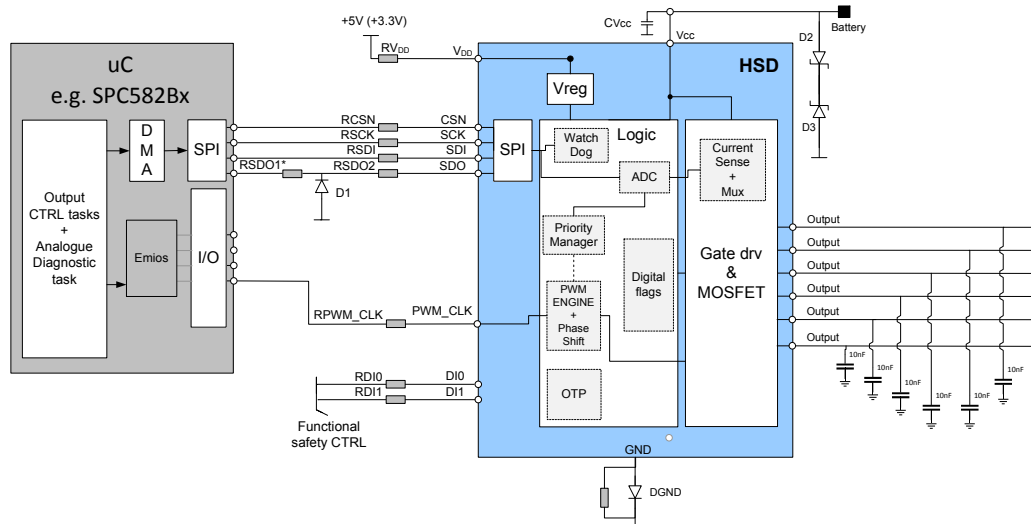 +5V (+3.3V)
CVcc
Battery
RVDD
VDD
Vcc
D2
D3
uC
e.g. SPC582Bx
HSD
Vreg
Output
CTRL tasks
+
Analogue
Diagnostic
task
D
M
A
SPI
RCSN
CSN
RSCK
SCK
RSDI
SDI
RSDO1*
RSDO2
SDO
D1
SPI
Logic
Watch
Dog
ADC
Current
Sense
+
Mux
Priority
Manager
Emios
I/O
Digital
flags
Gate drv
&
MOSFET
PWM
ENGINE
+
Phase
Shift
RPWM_CLK
PWM_CLK
OTP
RDI0
DI0
RDI1
DI1
Functional
safety CTRL
Output
Output
Output
Output
Output
Output
10nF
10nF
10nF
10nF
10nF
10nF
GND
DGND